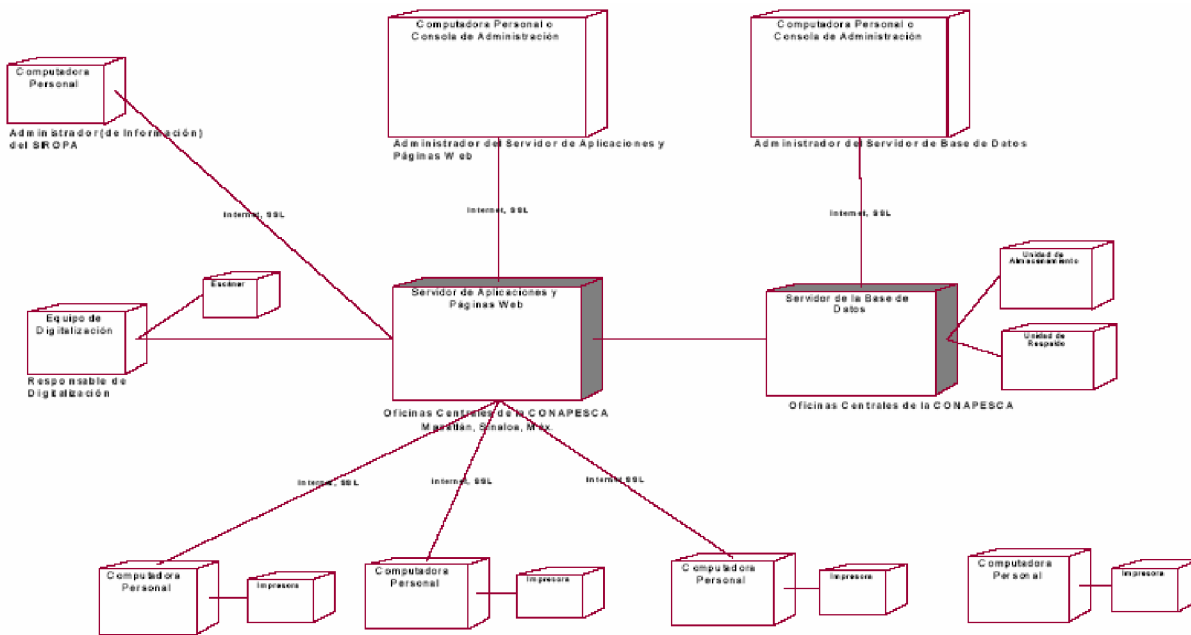 Computadora Personal o
Consola de Administración
Computadora Personal o
Consola de Administración
Computadora
Personal
Administrador (de Información)
del SIROPA
Administrador del Servidor de Aplicaciones y
Páginas Web
Administrador del Servidor de Base de Datos
Internet, SSL
Internet, SSL
Internet, SSL
Unidad de
Almacenamiento
Escáner
Servidor de Aplicaciones y
Páginas Web
Servidor de la Base de
Datos
Equipo de
Digitalización
Unidad de
Respaldo
Responsable de
Digitalización
Oficinas Centrales de la CONAPESCA
Mazatlán, Sinaloa, Méx.
Oficinas Centrales de la CONAPESCA
Internet, SSL
Internet, SSL
Internet,SSL
Computadora
Personal
Impresora
Computadora
Personal
Impresora
Computadora
Personal
Impresora
Computadora
Personal
Impresora